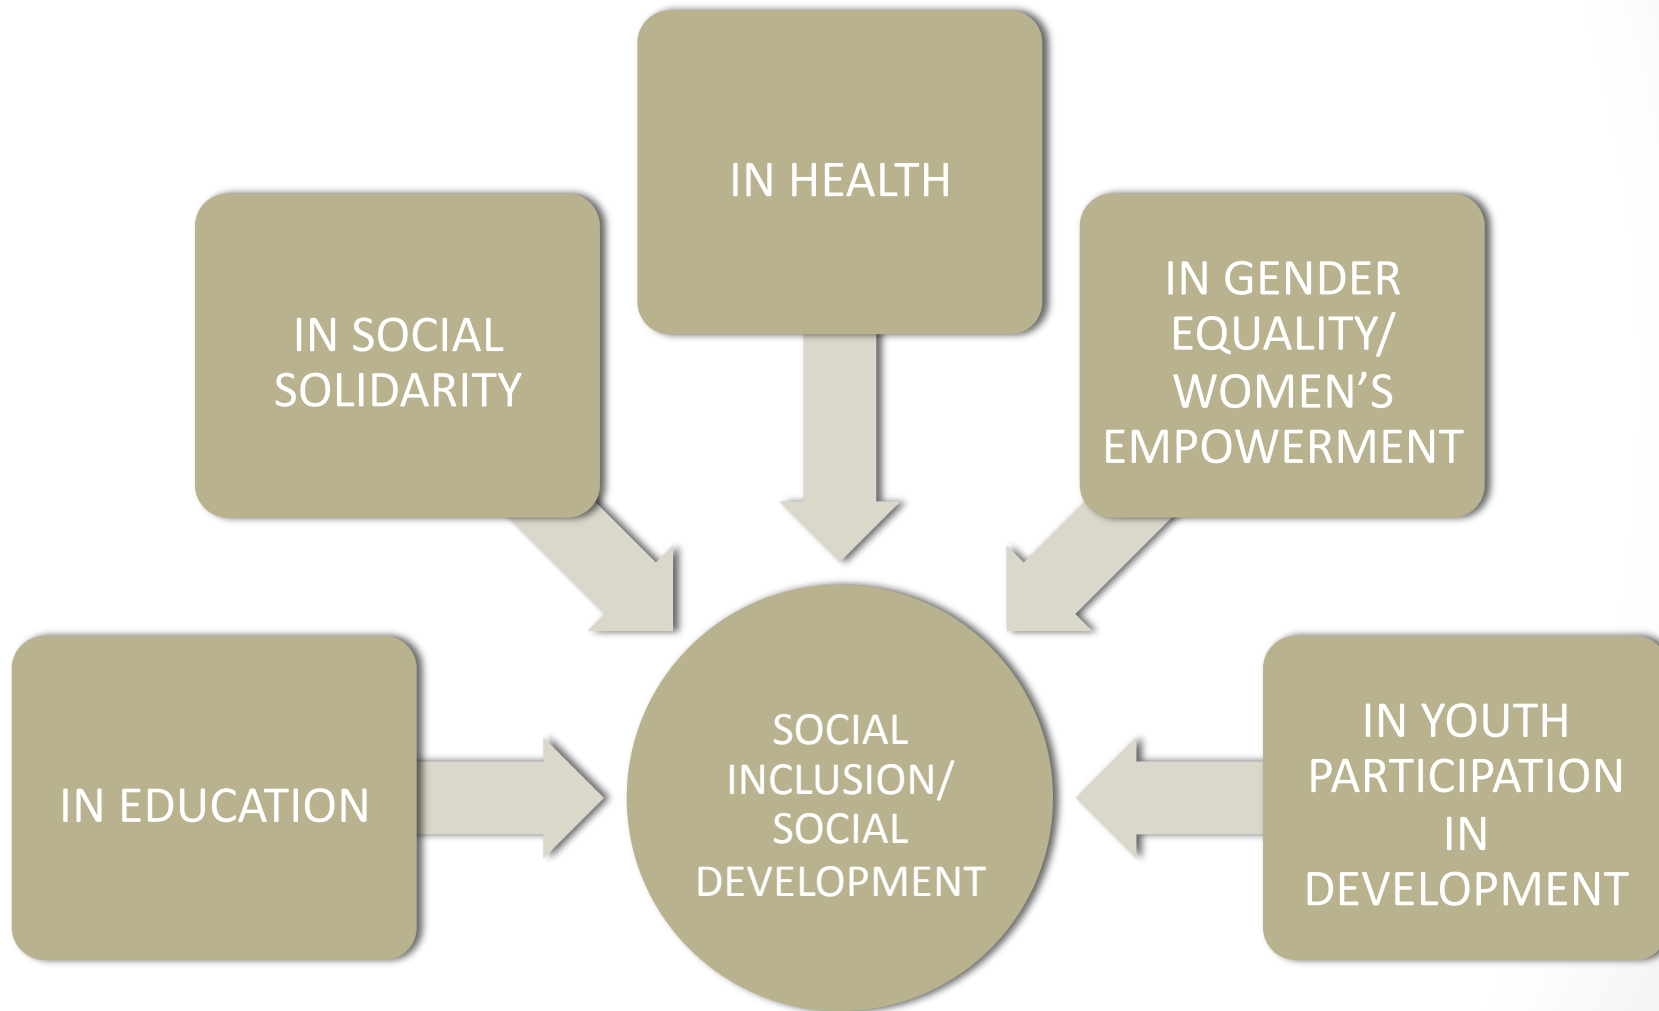 IN HEALTH
IN SOCIAL
SOLIDARITY
IN GENDER
EQUALITY/
WOMEN’S
EMPOWERMENT
IN EDUCATION
SOCIAL
INCLUSION/
SOCIAL
DEVELOPMENT
IN YOUTH
PARTICIPATION
IN
DEVELOPMENT